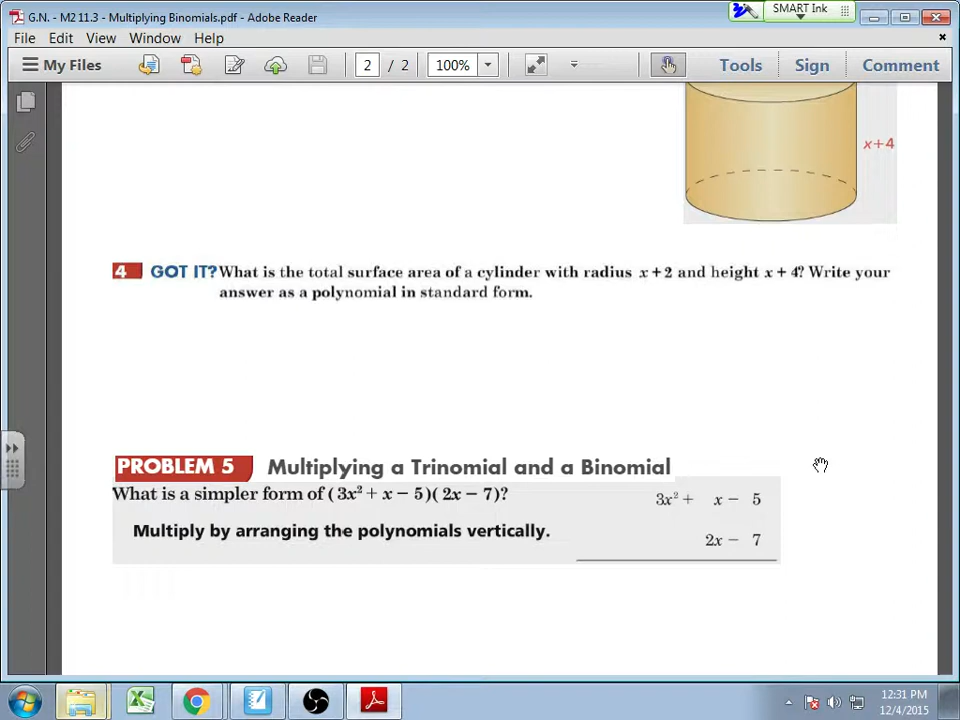 G.N. - M2 11.3 - Multiplying Binomials.pdf - Adobe Reader
SMART Ink
File Edit View Window Help
My Files 2 / 2 100% Tools Sign Comment
x+4
4 GOT IT? What is the total surface area of a cylinder with radius x + 2 and height x + 4? Write your
answer as a polynomial in standard form.
PROBLEM 5 Multiplying a Trinomial and a Binomial
What is a simpler form of (3x² + x − 5)(2x − 7)?
3x² + x − 5
Multiply by arranging the polynomials vertically.
2x − 7
12:31 PM
12/4/2015